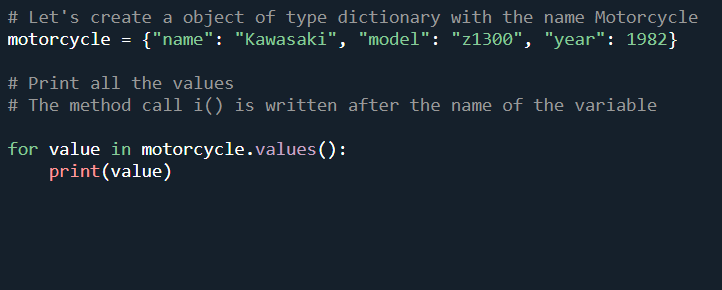 # Let's create a object of type dictionary with the name Motorcycle
motorcycle = {"name": "Kawasaki", "model": "z1300", "year": 1982}
# Print all the values
# The method call i() is written after the name of the variable
for value in motorcycle.values():
    print(value)